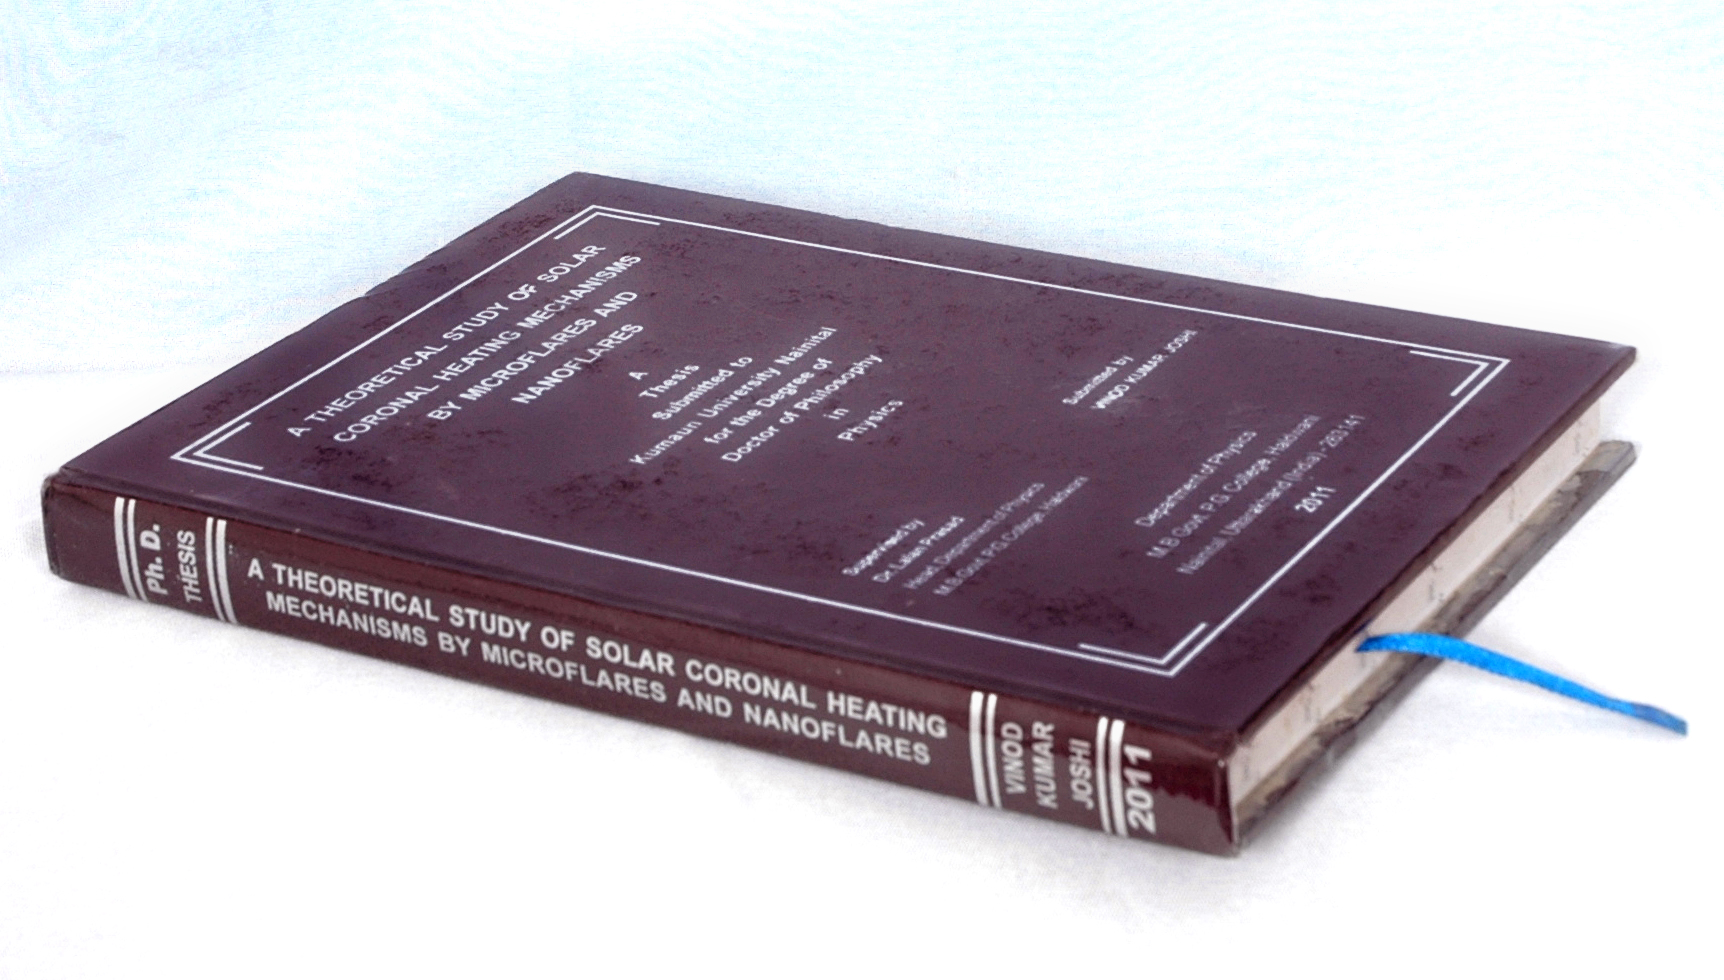 A THEORETICAL STUDY OF SOLAR
CORONAL HEATING MECHANISMS
BY MICROFLARES AND
NANOFLARES
A
Thesis
Submitted to
Kumaun University Nainital
for the Degree of
Doctor of Philosophy
in
Physics
Submitted by
VINOD KUMAR JOSHI
Supervised by
Dr. Lalan Prasad
Head, Department of Physics
M.B.Govt. P.G. College, Haldwani
Department of Physics
M.B.Govt. P.G. College, Haldwani
Nainital, Uttarakhand (India) -
2011
Ph. D.
THESIS
A THEORETICAL STUDY OF SOLAR CORONAL HEATING
MECHANISMS BY MICROFLARES AND NANOFLARES
VINOD
KUMAR
JOSHI
2011